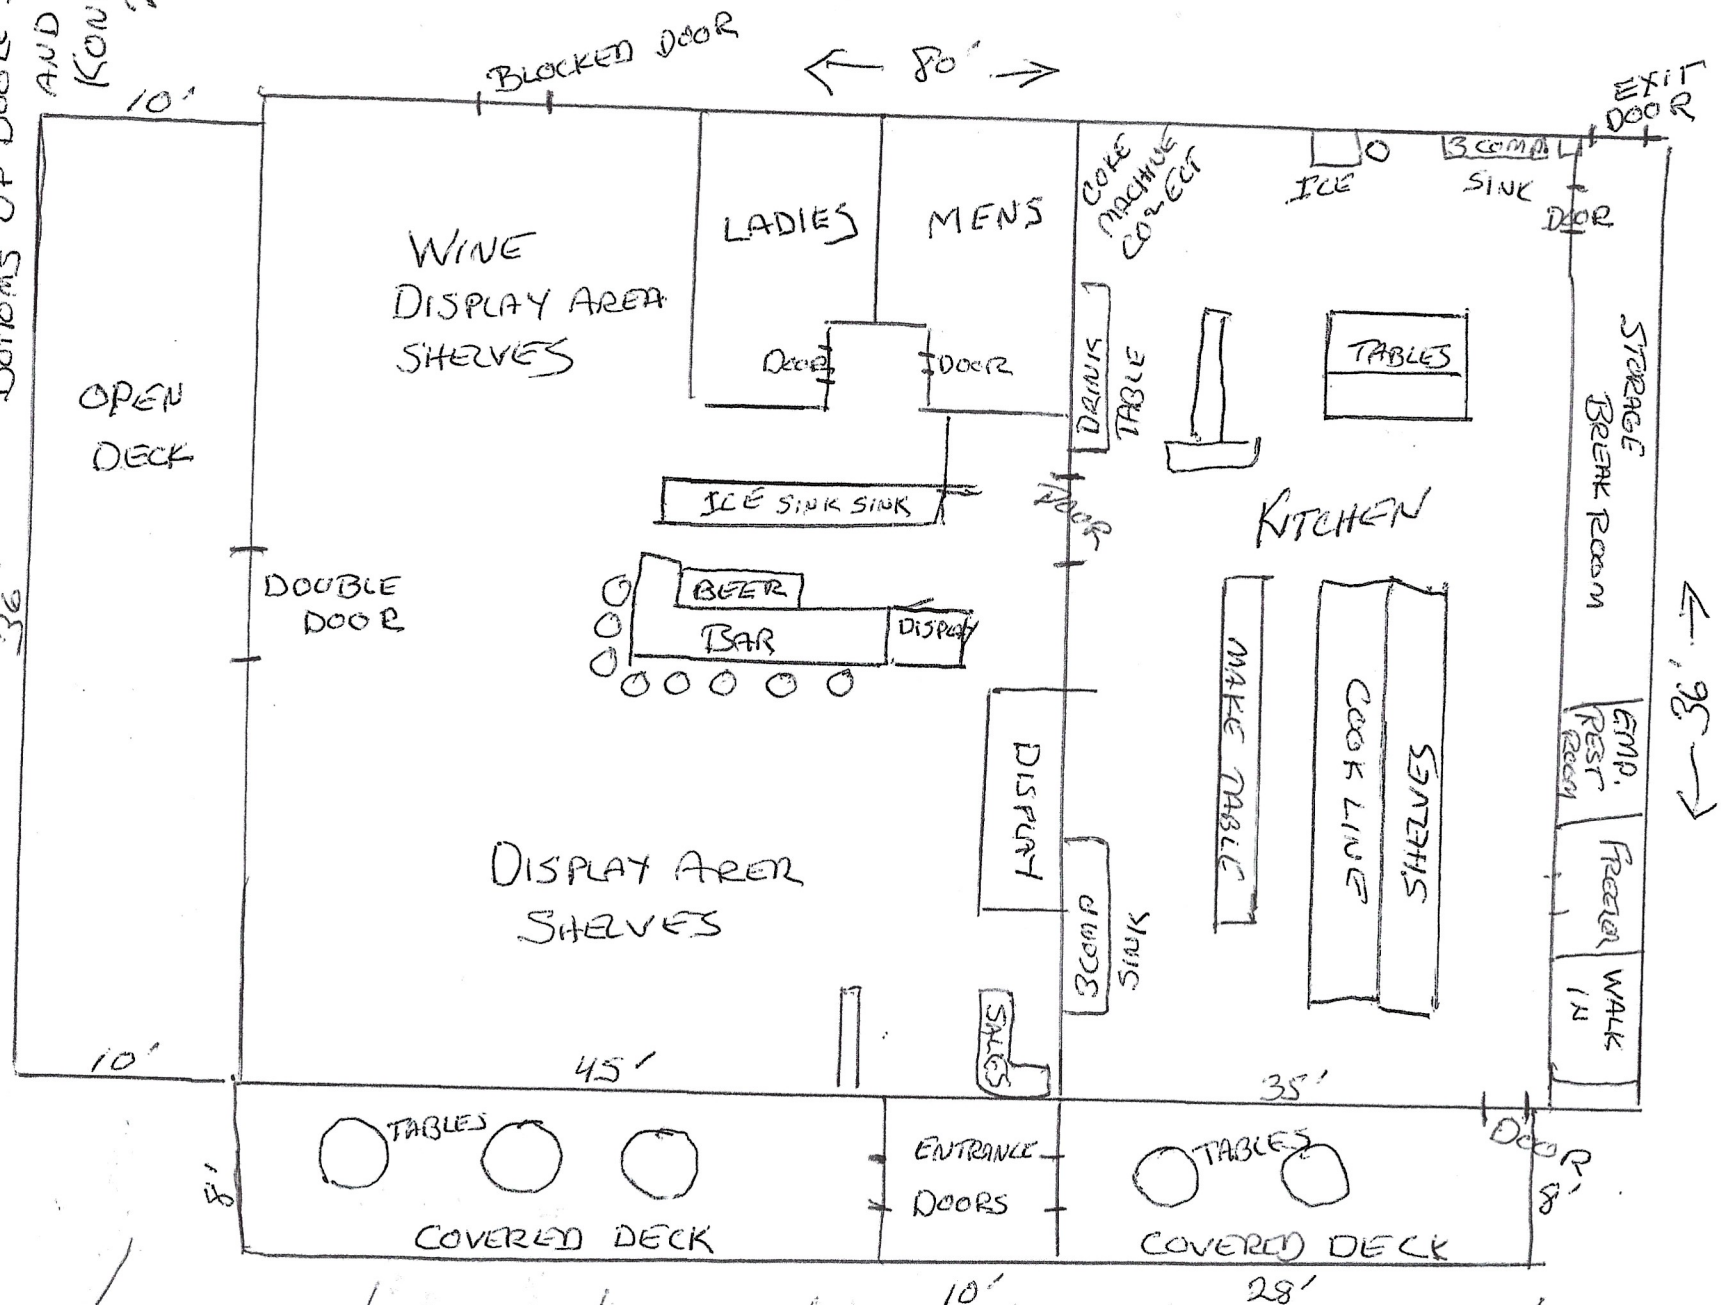 BOTTOMS UP
AND
KON
10'
BLOCKED DOOR
80'
EXIT
DOOR
OPEN
DECK
36'
WINE
DISPLAY AREA
SHELVES
LADIES
MENS
DOOR
DOOR
COKE
MACHINE
ICE
3 COMP.
SINK
DOOR
DRINK
TABLE
TABLES
STORAGE
BREAK ROOM
ICE SINK SINK
DOOR
KITCHEN
DOUBLE
DOOR
BEER
BAR
DISPLAY
DISPLAY
MAKE TABLE
COOK LINE
SHELVES
EMP.
REST
ROOM
36'
DISPLAY AREA
SHELVES
3 COMP
SINK
FREEZER
WALK
IN
SALES
10'
45'
35'
DOOR
TABLES
ENTRANCE
DOORS
TABLES
8'
8'
COVERED DECK
COVERED DECK
10'
28'